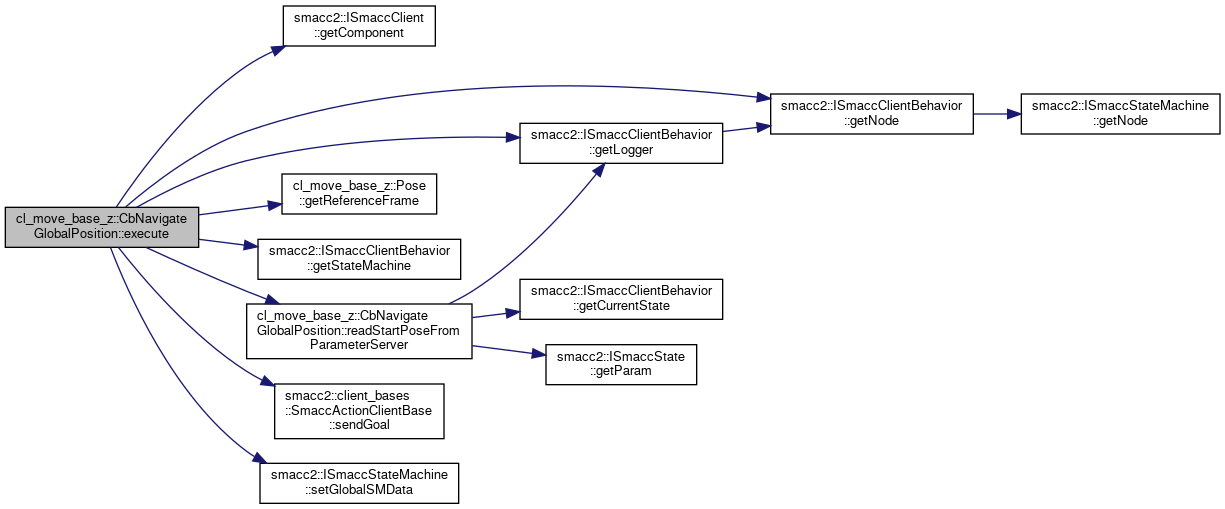 smacc2::ISmaccClient
::getComponent
smacc2::ISmaccClientBehavior
::getNode
smacc2::ISmaccStateMachine
::getNode
smacc2::ISmaccClientBehavior
::getLogger
cl_move_base_z::Pose
::getReferenceFrame
cl_move_base_z::CbNavigate
GlobalPosition::execute
smacc2::ISmaccClientBehavior
::getStateMachine
cl_move_base_z::CbNavigate
GlobalPosition::readStartPoseFrom
ParameterServer
smacc2::ISmaccClientBehavior
::getCurrentState
smacc2::ISmaccState
::getParam
smacc2::client_bases
::SmaccActionClientBase
::sendGoal
smacc2::ISmaccStateMachine
::setGlobalSMData